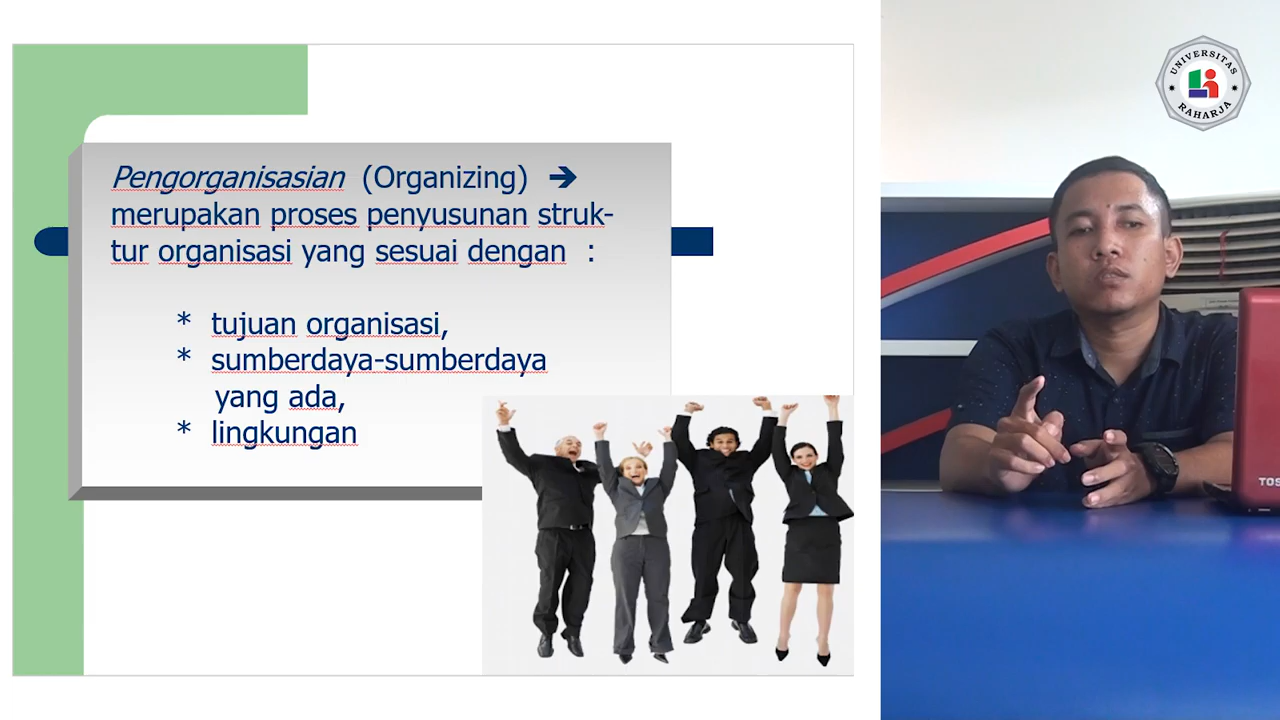 Pengorganisasian (Organizing) ➔
merupakan proses penyusunan struk-
tur organisasi yang sesuai dengan :
* tujuan organisasi,
* sumberdaya-sumberdaya
yang ada,
* lingkungan
UNIVERSITAS
RAHARJA
TOS